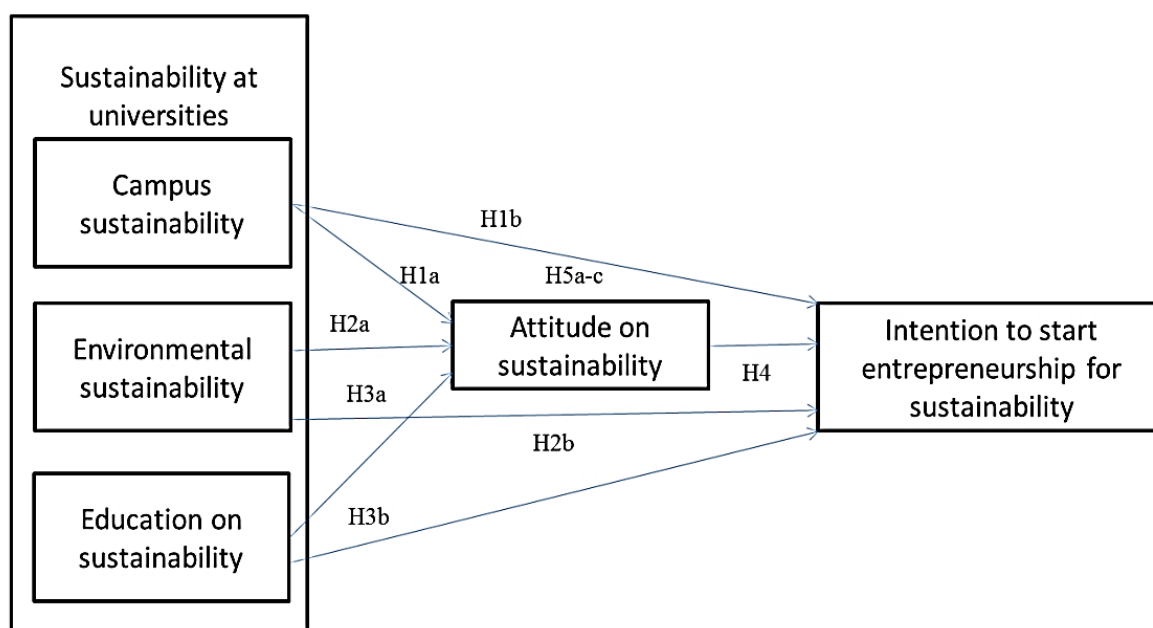 Sustainability at
universities
Campus
sustainability
H1b
H1a
H5a-c
H2a
Environmental
sustainability
Attitude on
sustainability
Intention to start
entrepreneurship for
sustainability
H4
H3a
H2b
Education on
sustainability
H3b